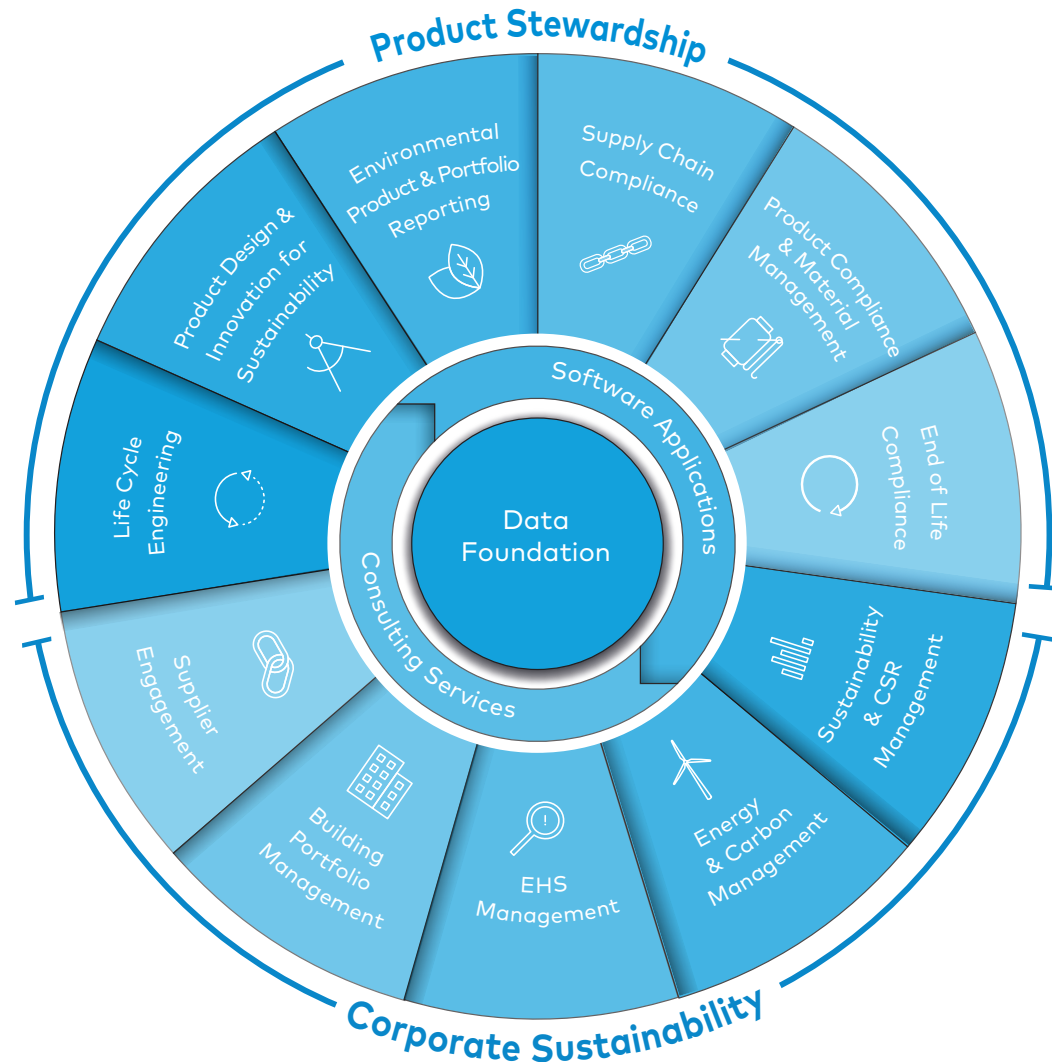 Product Stewardship
Environmental
Product & Portfolio
Reporting
Supply Chain
Compliance
Product Compliance
& Material
Management
End of Life
Compliance
Sustainability
& CSR
Management
Energy
& Carbon
Management
EHS
Management
Building
Portfolio
Management
Supplier
Engagement
Life Cycle
Engineering
Product Design &
Innovation for
Sustainability
Software Applications
Consulting Services
Data
Foundation
Corporate Sustainability